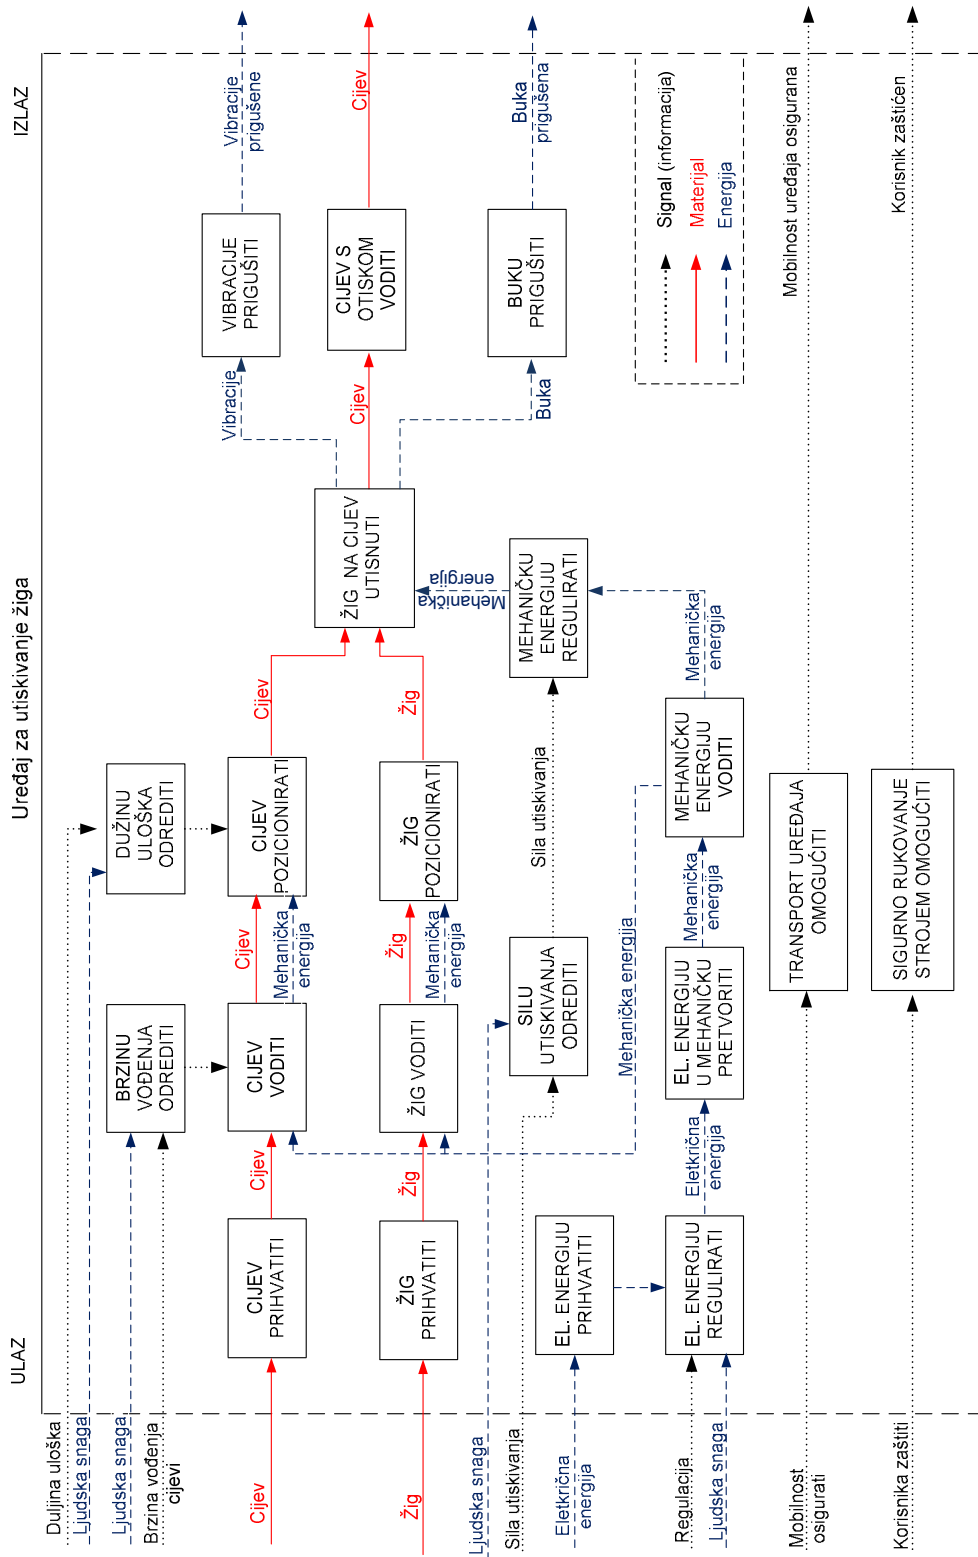 Uređaj za utiskivanje žiga
ULAZ
IZLAZ
Duljina uloška
Ljudska snaga
Ljudska snaga
Brzina vođenja
cijevi
Cijev
Žig
Ljudska snaga
Sila utiskivanja
Eletkrična
energija
Regulacija
Ljudska snaga
Mobilnost
osigurati
Korisnika zaštiti
BRZINU
VOĐENJA
ODREDITI
DUŽINU
ULOŠKA
ODREDITI
CIJEV
PRIHVATITI
Cijev
CIJEV
VODITI
Cijev
Mehanička
energija
CIJEV
POZICIONIRATI
Cijev
ŽIG
PRIHVATITI
Žig
ŽIG VODITI
Žig
Mehanička
energija
ŽIG
POZICIONIRATI
Žig
ŽIG NA CIJEV
UTISNUTI
Vibracije
VIBRACIJE
PRIGUŠITI
Vibracije
prigušene
Cijev
CIJEV S
OTISKOM
VODITI
Cijev
Buka
BUKU
PRIGUŠITI
Buka
prigušena
SILU
UTISKIVANJA
ODREDITI
Sila utiskivanja
MEHANIČKU
ENERGIJU
REGULIRATI
Mehanička
energija
EL. ENERGIJU
PRIHVATITI
EL. ENERGIJU
REGULIRATI
Eletkrična
energija
EL. ENERGIJU
U MEHANIČKU
PRETVORITI
Mehanička
energija
MEHANIČKU
ENERGIJU
VODITI
Mehanička
energija
Mehanička energija
Signal (informacija)
Materijal
Energija
TRANSPORT UREĐAJA
OMOGUĆITI
Mobilnost uređaja osigurana
SIGURNO RUKOVANJE
STROJEM OMOGUĆITI
Korisnik zaštićen